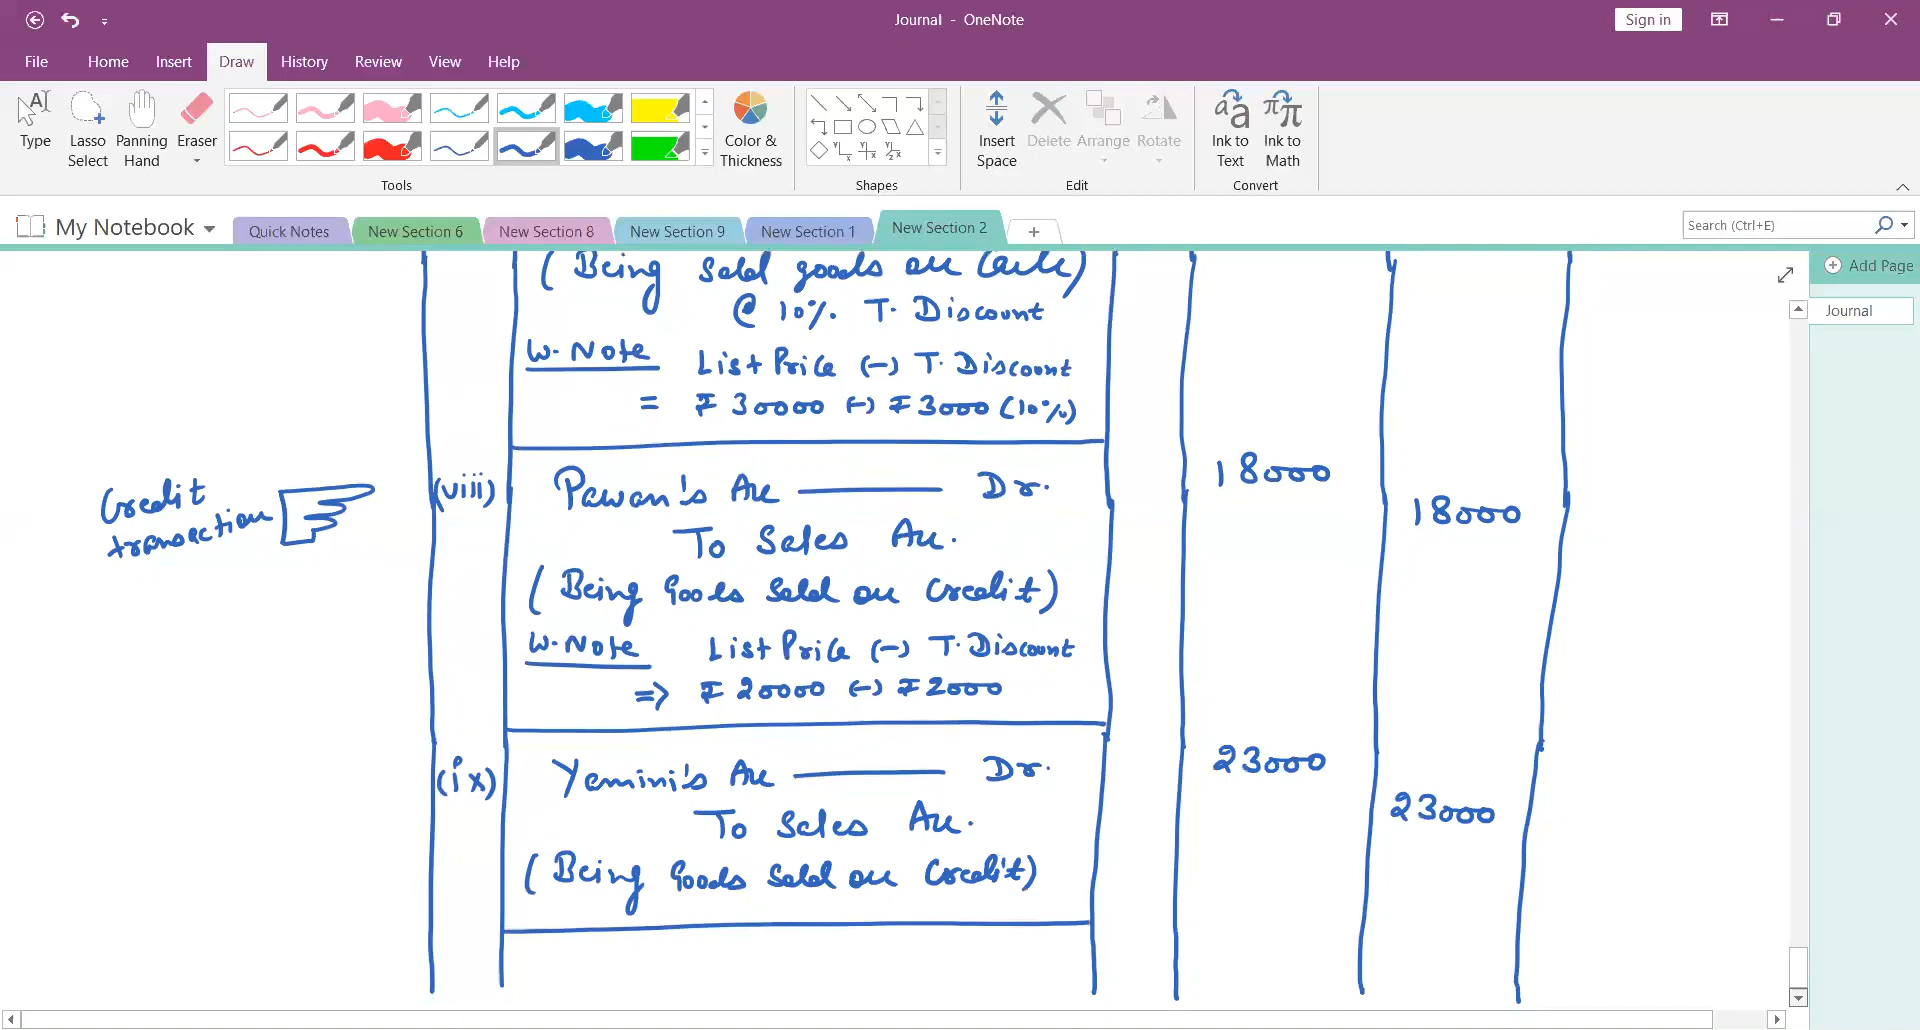 Journal - OneNote
Sign in
File Home Insert Draw History Review View Help
Type
Lasso Select
Panning Hand
Eraser
Color & Thickness
Insert Space
Delete
Arrange
Rotate
Ink to Text
Ink to Math
Tools
Shapes
Edit
Convert
My Notebook
Quick Notes
New Section 6
New Section 8
New Section 9
New Section 1
New Section 2
Search (Ctrl+E)
Add Page
Journal
(Being Sold goods on Cash)
@ 10% T. Discount
W. Note List Price (-) T. Discount
= ₹ 30000 (-) ₹ 3000 (10%)
Credit transaction
(viii) Pawan's A/c Dr. 18000
To Sales A/c. 18000
(Being Goods Sold on Credit)
W. Note List Price (-) T. Discount
=> ₹ 20000 (-) ₹ 2000
(ix) Yamini's A/c Dr. 23000
To Sales A/c. 23000
(Being Goods Sold on Credit)